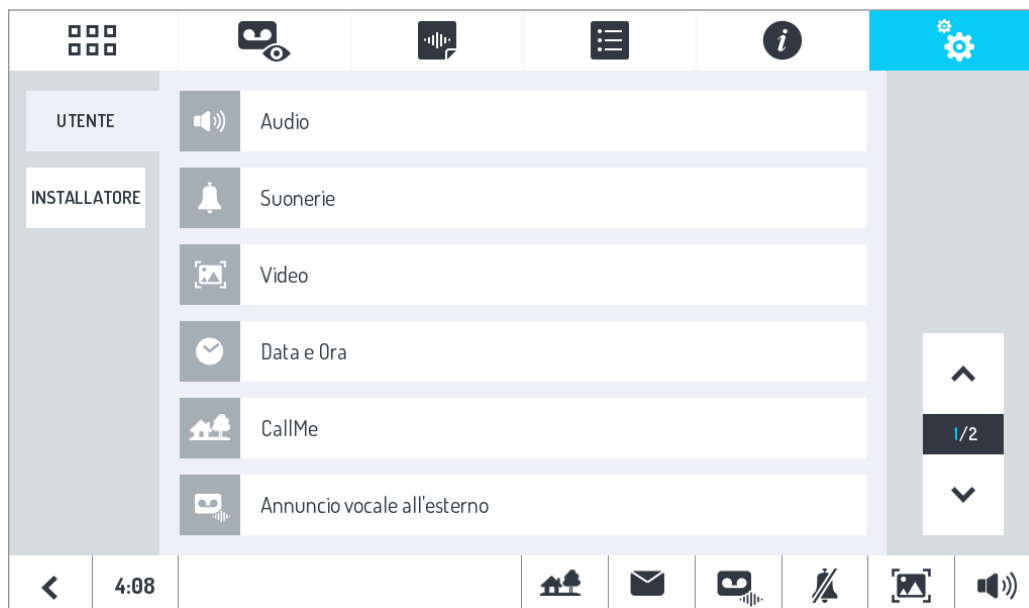 UTENTE
INSTALLATORE
Audio
Suonerie
Video
Data e Ora
CallMe
Annuncio vocale all'esterno
1/2
4:08